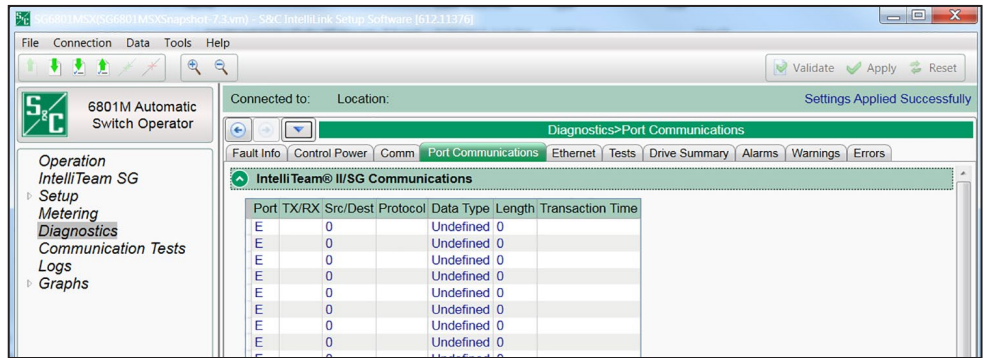 SG6801MSX(SG6801MSXSnapshot-7.3.vm) - S&C IntelliLink Setup Software [612.11376]
File Connection Data Tools Help
Validate Apply Reset
S&C
6801M Automatic
Switch Operator
Connected to: Location: Settings Applied Successfully
Diagnostics>Port Communications
Fault Info Control Power Comm Port Communications Ethernet Tests Drive Summary Alarms Warnings Errors
Operation
IntelliTeam SG
Setup
Metering
Diagnostics
Communication Tests
Logs
Graphs
IntelliTeam® II/SG Communications
Port TX/RX Src/Dest Protocol Data Type Length Transaction Time
E 0 Undefined 0
E 0 Undefined 0
E 0 Undefined 0
E 0 Undefined 0
E 0 Undefined 0
E 0 Undefined 0
E 0 Undefined 0
E 0 Undefined 0